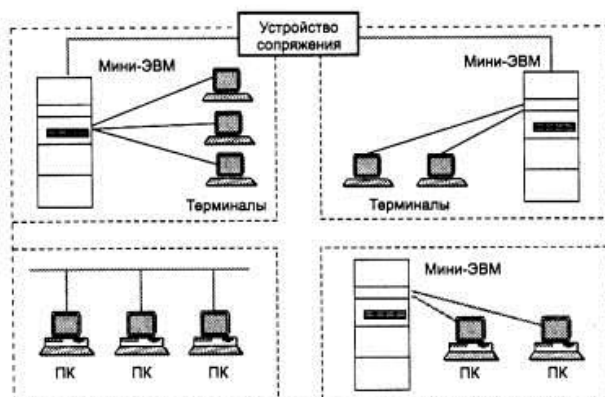 Устройство
сопряжения
Мини-ЭВМ
Мини-ЭВМ
Терминалы
Терминалы
Мини-ЭВМ
ПК
ПК
ПК
ПК
ПК